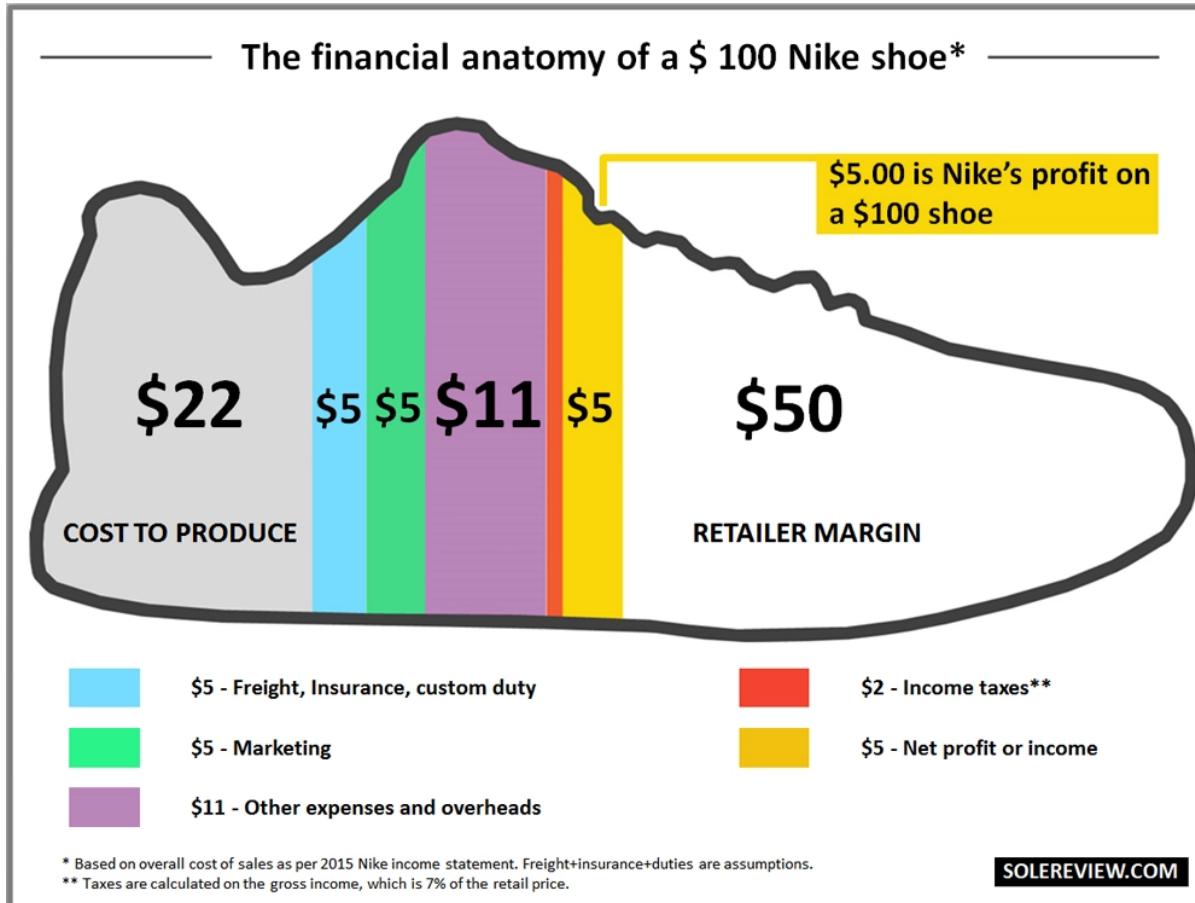 The financial anatomy of a $ 100 Nike shoe*
$5.00 is Nike's profit on
a $100 shoe
$22
$5
$5
$11
$5
$50
COST TO PRODUCE
RETAILER MARGIN
$5 - Freight, Insurance, custom duty
$2 - Income taxes**
$5 - Marketing
$5 - Net profit or income
$11 - Other expenses and overheads
* Based on overall cost of sales as per 2015 Nike income statement. Freight+insurance+duties are assumptions.
** Taxes are calculated on the gross income, which is 7% of the retail price.
SOLEREVIEW.COM